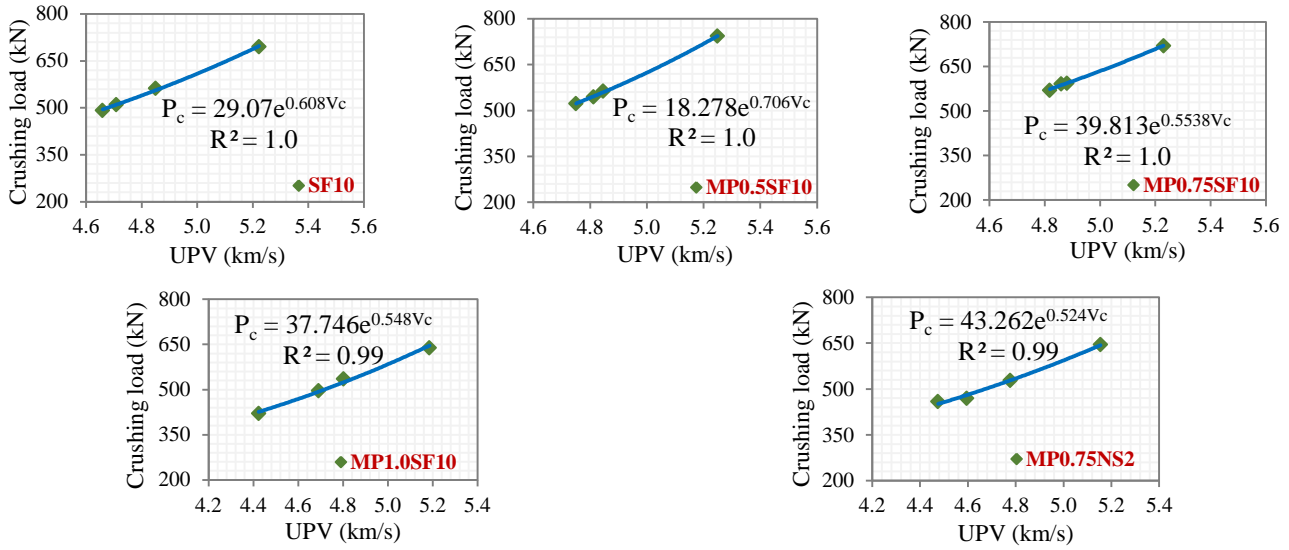 Crushing load (kN)
800
650
500
350
200
P_c = 29.07e^0.608Vc
R² = 1.0
SF10
4.6 4.8 5.0 5.2 5.4 5.6
UPV (km/s)
Crushing load (kN)
800
650
500
350
200
P_c = 18.278e^0.706Vc
R² = 1.0
MP0.5SF10
4.6 4.8 5.0 5.2 5.4 5.6
UPV (km/s)
Crushing load (kN)
800
650
500
350
200
P_c = 39.813e^0.5538Vc
R² = 1.0
MP0.75SF10
4.6 4.8 5.0 5.2 5.4 5.6
UPV (km/s)
Crushing load (kN)
800
650
500
350
200
P_c = 37.746e^0.548Vc
R² = 0.99
MP1.0SF10
4.2 4.4 4.6 4.8 5.0 5.2 5.4
UPV (km/s)
Crushing load (kN)
800
650
500
350
200
P_c = 43.262e^0.524Vc
R² = 0.99
MP0.75NS2
4.2 4.4 4.6 4.8 5.0 5.2 5.4
UPV (km/s)